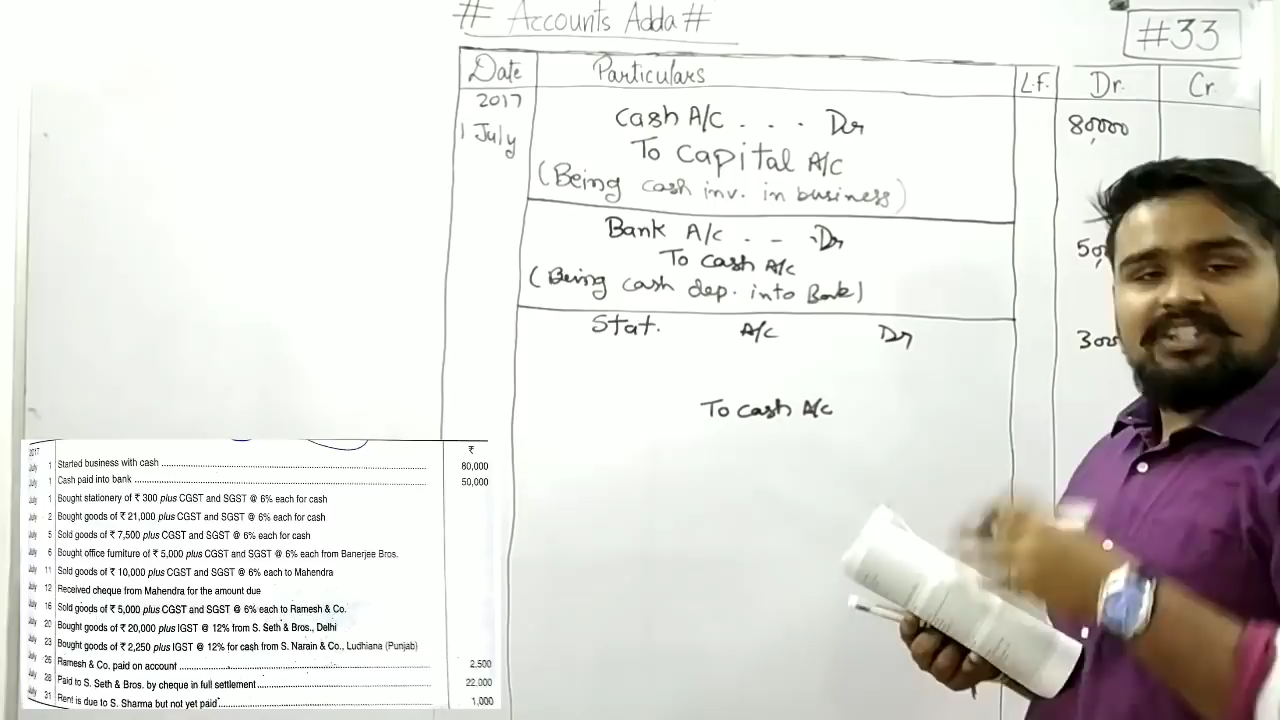 # Accounts Adda #
#33
Date Particulars L.F. Dr. Cr.
2017
1 July
Cash A/C . . . Dr 80,000
To Capital A/C
(Being cash inv. in business)
Bank A/C . . . Dr
To cash A/C
(Being cash dep. into Bank)
Stat. A/C Dr
To cash A/C
2017 ₹
July 1 Started business with cash 80,000
July 1 Cash paid into bank 50,000
July 1 Bought stationery of ₹ 300 plus CGST and SGST @ 6% each for cash
July 2 Bought goods of ₹ 21,000 plus CGST and SGST @ 6% each for cash
July 5 Sold goods of ₹ 7,500 plus CGST and SGST @ 6% each for cash
July 6 Bought office furniture of ₹ 5,000 plus CGST and SGST @ 6% each from Banerjee Bros.
July 11 Sold goods of ₹ 10,000 plus CGST and SGST @ 6% each to Mahendra
July 12 Received cheque from Mahendra for the amount due
July 16 Sold goods of ₹ 5,000 plus CGST and SGST @ 6% each to Ramesh & Co.
July 20 Bought goods of ₹ 20,000 plus IGST @ 12% from S. Seth & Bros., Delhi
July 23 Bought goods of ₹ 2,250 plus IGST @ 12% for cash from S. Narain & Co., Ludhiana (Punjab)
July 26 Ramesh & Co. paid on account 2,500
July 28 Paid to S. Seth & Bros. by cheque in full settlement 22,000
July 31 Rent is due to S. Sharma but not yet paid 1,000